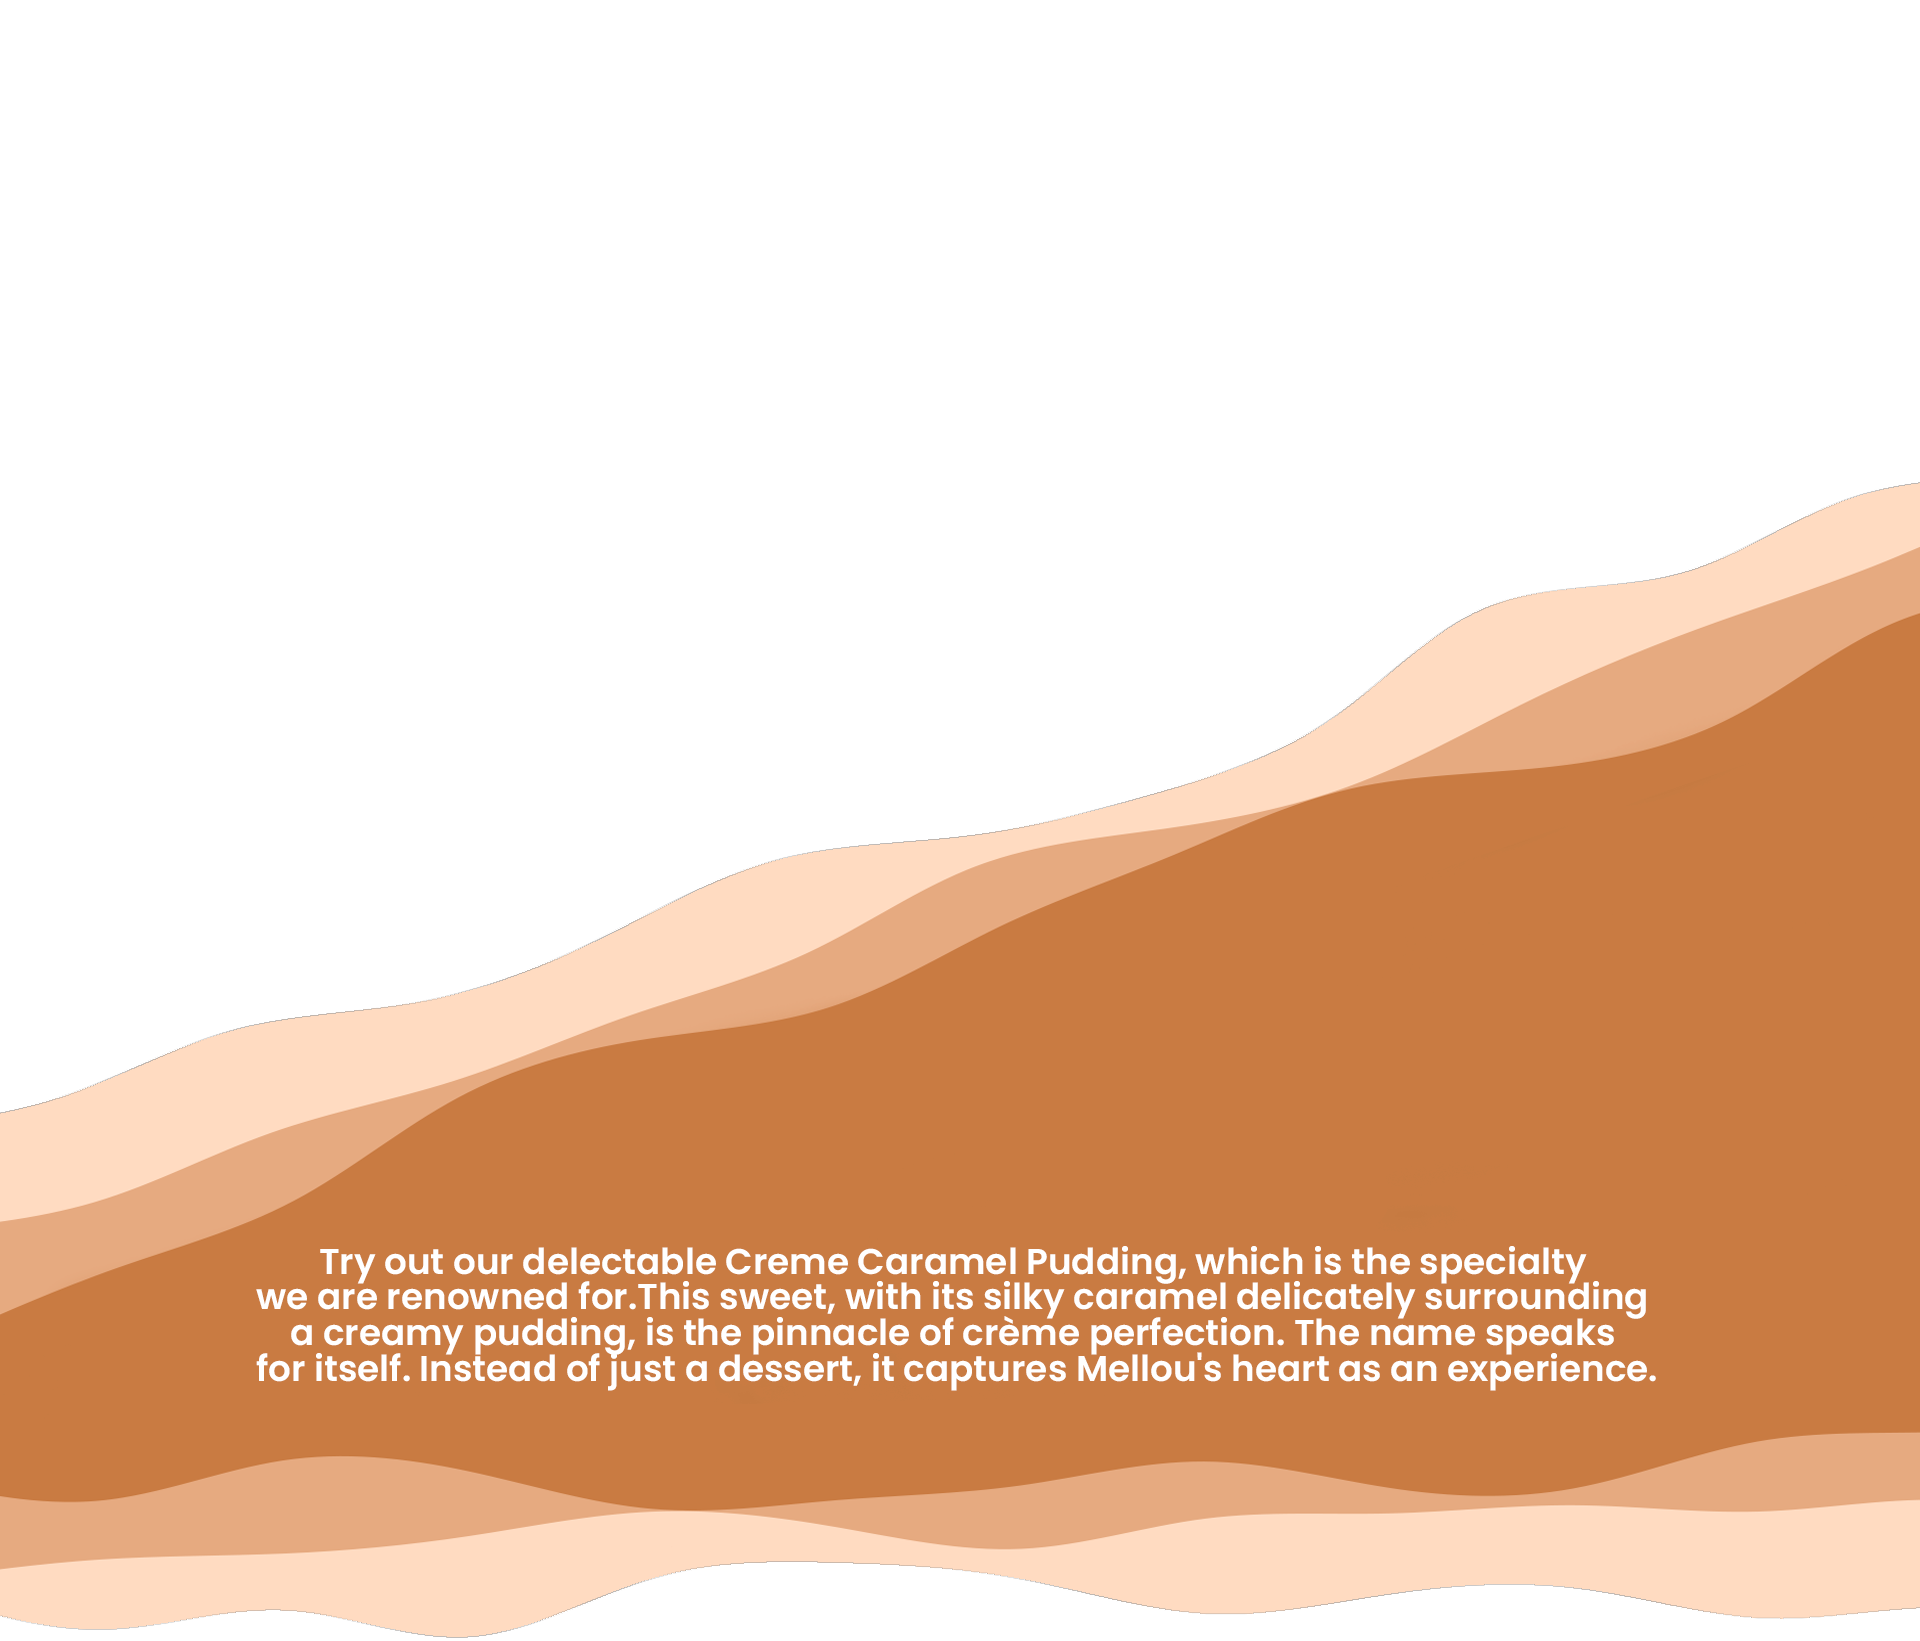 Try out our delectable Creme Caramel Pudding, which is the specialty
we are renowned for.This sweet, with its silky caramel delicately surrounding
a creamy pudding, is the pinnacle of crème perfection. The name speaks
for itself. Instead of just a dessert, it captures Mellou's heart as an experience.